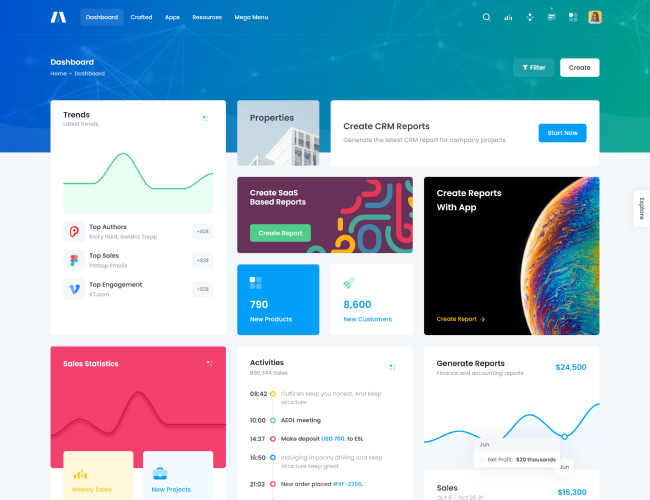 Dashboard
Crafted
Apps
Resources
Mega Menu
Dashboard
Home - Dashboard
Filter
Create
Trends
Latest trends
Top Authors
Ricky Hunt, Sandra Trepp
+82$
Top Sales
PitStop Emails
+82$
Top Engagement
KT.com
+82$
Properties
Create CRM Reports
Generate the latest CRM report for company projects
Start Now
Create SaaS
Based Reports
Create Report
Create Reports
With App
Create Report
790
New Products
8,600
New Customers
Explore
Sales Statistics
Weekly Sales
New Projects
Activities
890,344 Sales
08:42
Outlines keep you honest. And keep
structure
10:00
AEOL meeting
14:37
Make deposit USD 700. to ESL
16:50
Indulging in poorly driving and keep
structure keep great
21:03
New order placed #XF-2356.
Generate Reports
Finance and accounting reports
$24,500
Jun
Net Profit: $20 thousands
Jun
Sales
Oct 8 - Oct 26 21
$15,300